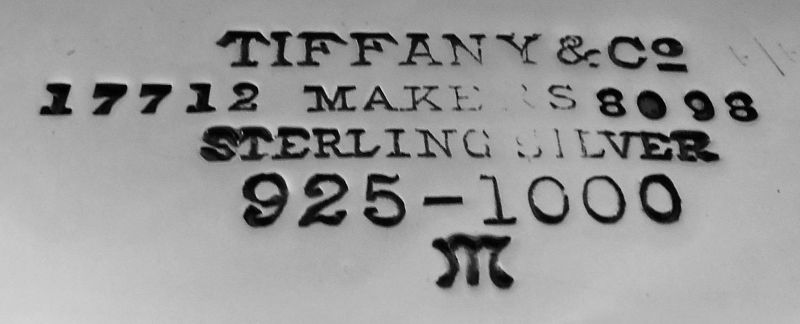 TIFFANY & Cº
17712 MAKERS 8098
STERLING SILVER
925-1000
M